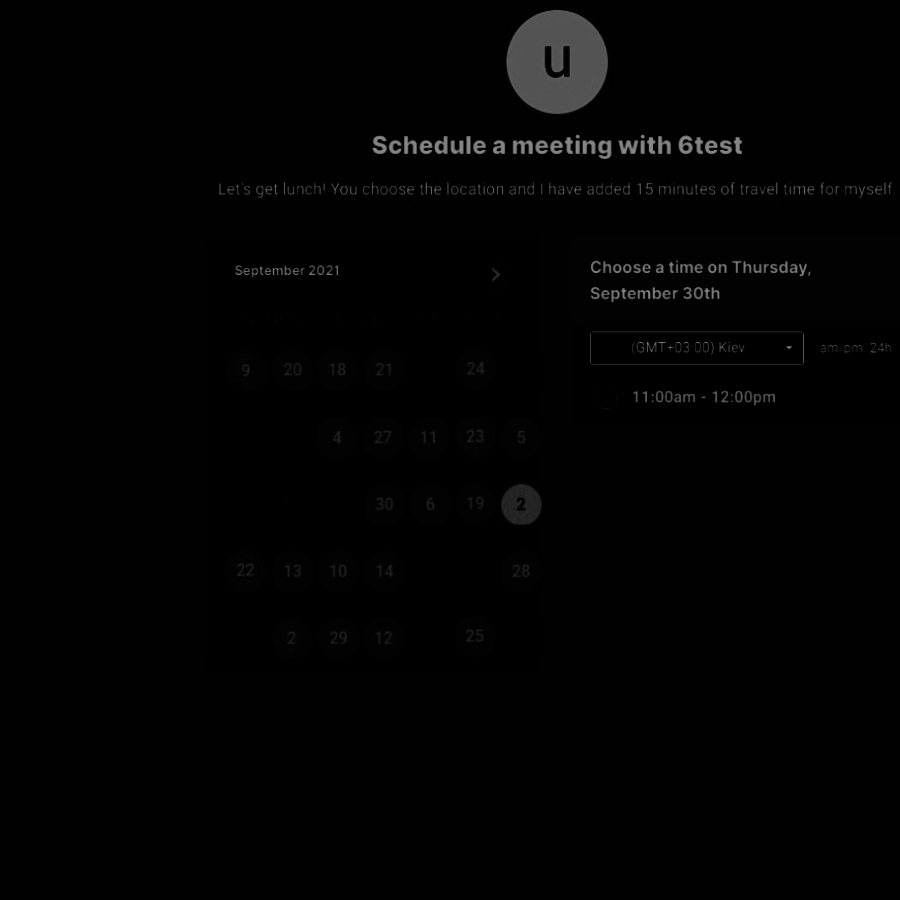 u
Schedule a meeting with 6test
Let's get lunch! You choose the location and I have added 15 minutes of travel time for myself.
September 2021
9 20 18 21 24
4 27 11 23 5
30 6 19 2
22 13 10 14 28
2 29 12 25
Choose a time on Thursday,
September 30th
(GMT+03:00) Kiev
am/pm 24h
11:00am - 12:00pm